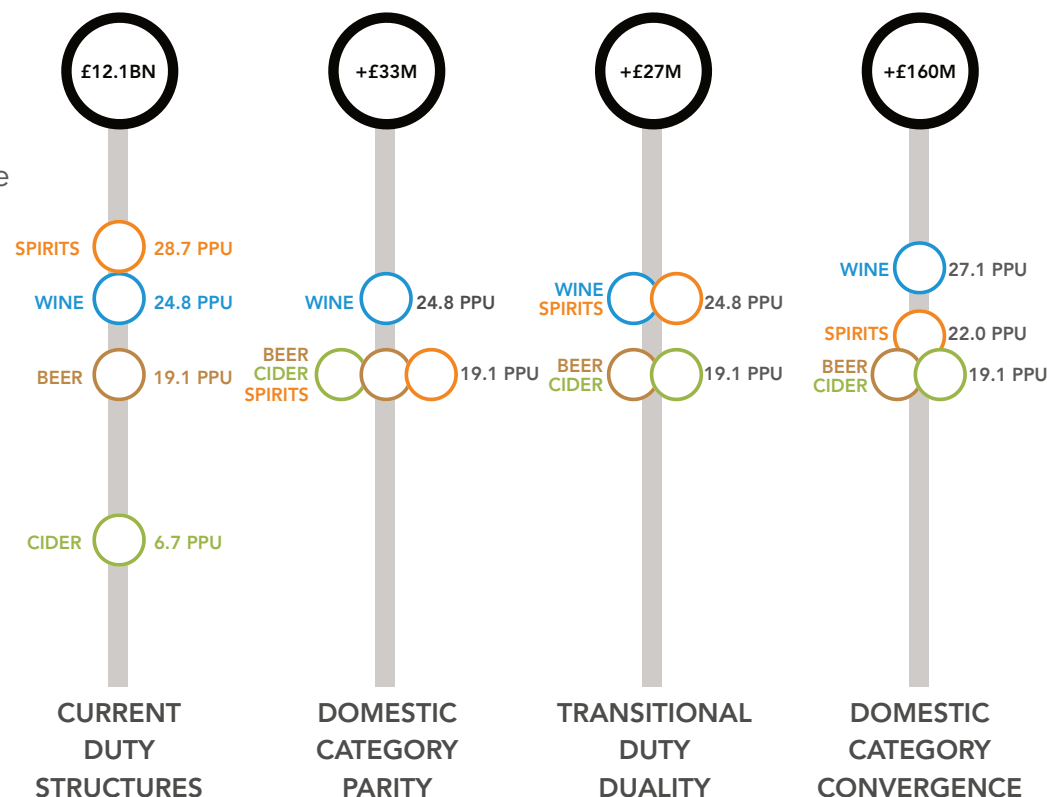 £12.1BN
+£33M
+£27M
+£160M
e
SPIRITS 28.7 PPU
WINE 24.8 PPU
BEER 19.1 PPU
CIDER 6.7 PPU
WINE 24.8 PPU
BEER
CIDER
SPIRITS
19.1 PPU
WINE
SPIRITS
24.8 PPU
BEER
CIDER
19.1 PPU
WINE 27.1 PPU
SPIRITS 22.0 PPU
BEER
CIDER
19.1 PPU
CURRENT
DUTY
STRUCTURES
DOMESTIC
CATEGORY
PARITY
TRANSITIONAL
DUTY
DUALITY
DOMESTIC
CATEGORY
CONVERGENCE